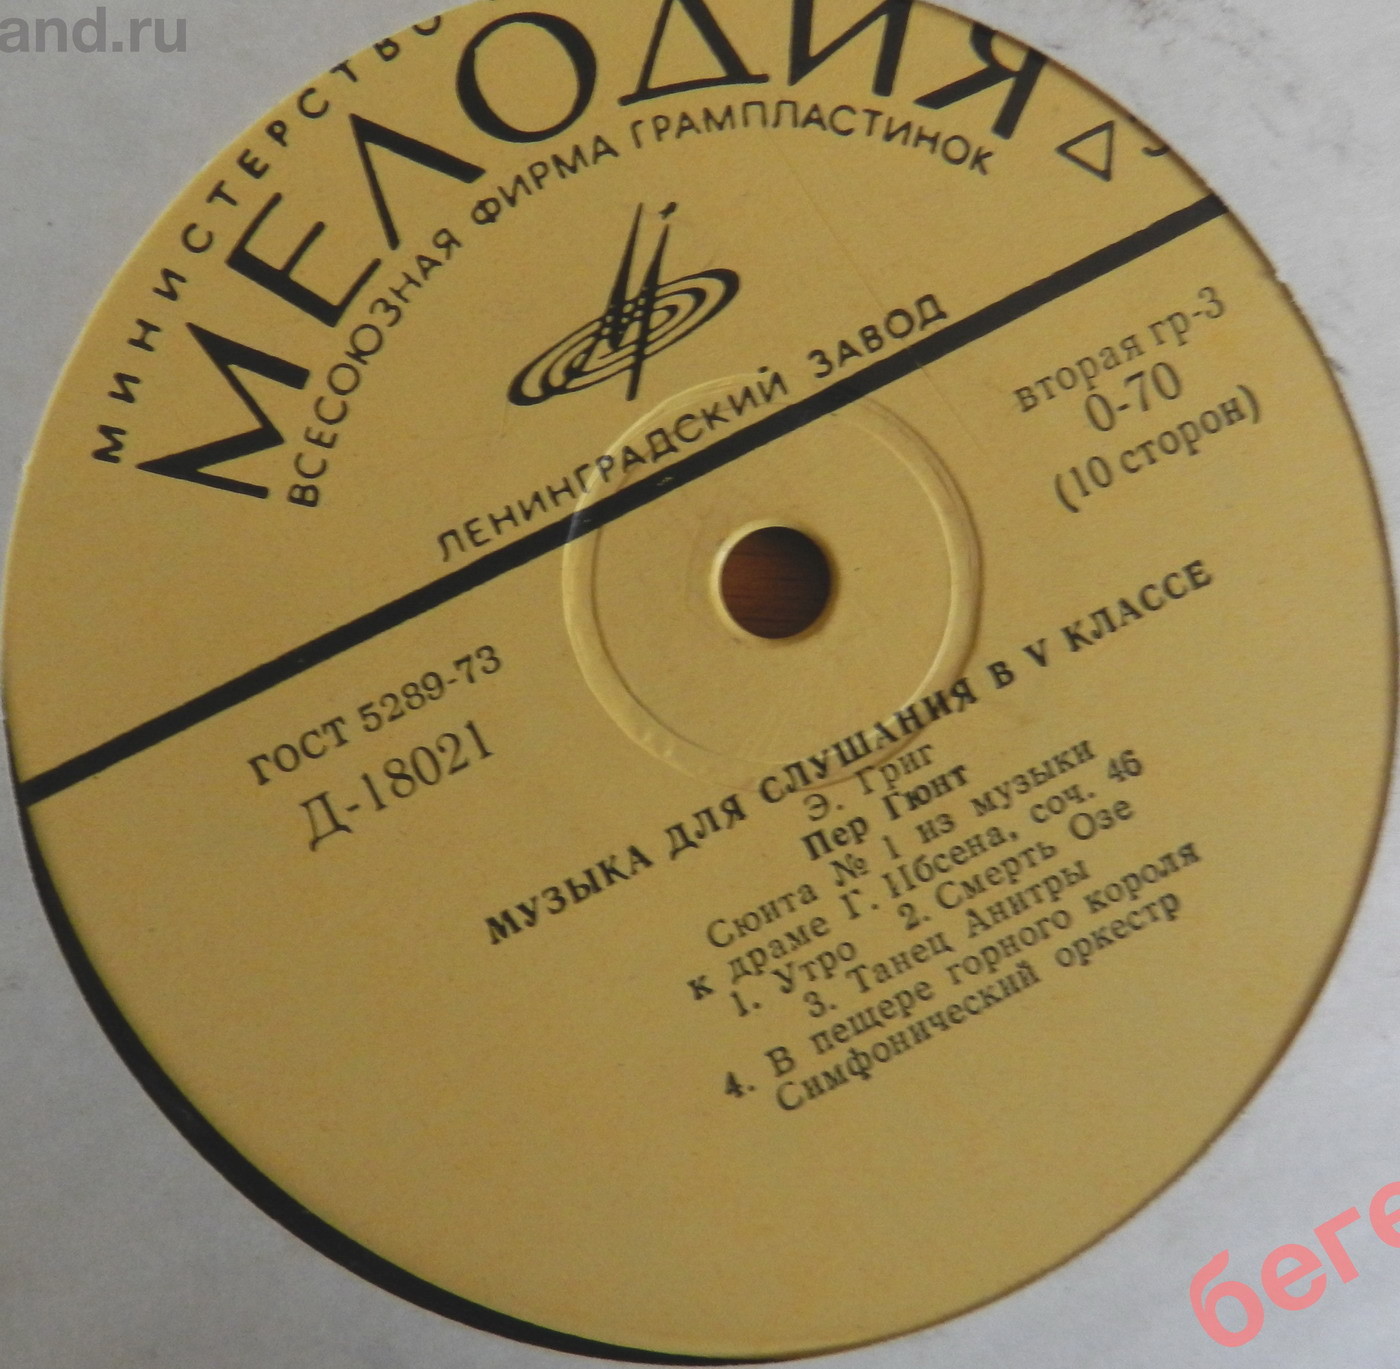 and.ru
МИНИСТЕРСТВО
МЕЛОДИЯ
ВСЕСОЮЗНАЯ ФИРМА ГРАМПЛАСТИНОК
ЛЕНИНГРАДСКИЙ ЗАВОД
вторая гр-3
0-70
(10 сторон)
ГОСТ 5289-73
Д-18021
МУЗЫКА ДЛЯ СЛУШАНИЯ В V КЛАССЕ
Э. Григ
Пер Гюнт
Сюита № 1 из музыки
к драме Г. Ибсена, соч. 46
1. Утро 2. Смерть Озе
3. Танец Анитры
4. В пещере горного короля
Симфонический оркестр
беге